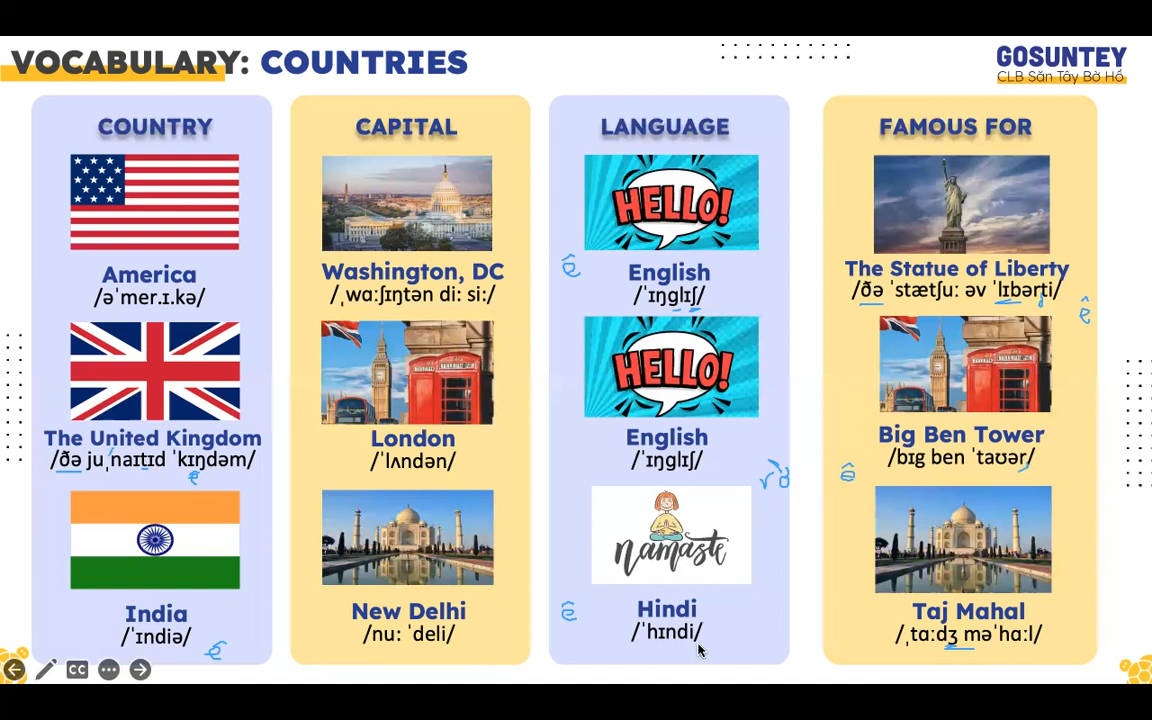 VOCABULARY: COUNTRIES
GOSUNTEY
CLB Săn Tây Bờ Hồ
COUNTRY
CAPITAL
LANGUAGE
FAMOUS FOR
HELLO!
America
/əˈmer.ɪ.kə/
Washington, DC
/ˌwɑːʃɪŋtən diː siː/
ê
English
/ˈɪŋɡlɪʃ/
The Statue of Liberty
/ðə ˈstætʃuː əv ˈlɪbərti/
ê
HELLO!
The United Kingdom
/ðə juˌnaɪtɪd ˈkɪŋdəm/
London
/ˈlʌndən/
English
/ˈɪŋɡlɪʃ/
Big Ben Tower
/bɪɡ ben ˈtaʊər/
namaste
India
/ˈɪndiə/
New Delhi
/nuː ˈdeli/
ê
Hindi
/ˈhɪndi/
Taj Mahal
/ˌtɑːdʒ məˈhɑːl/
CC